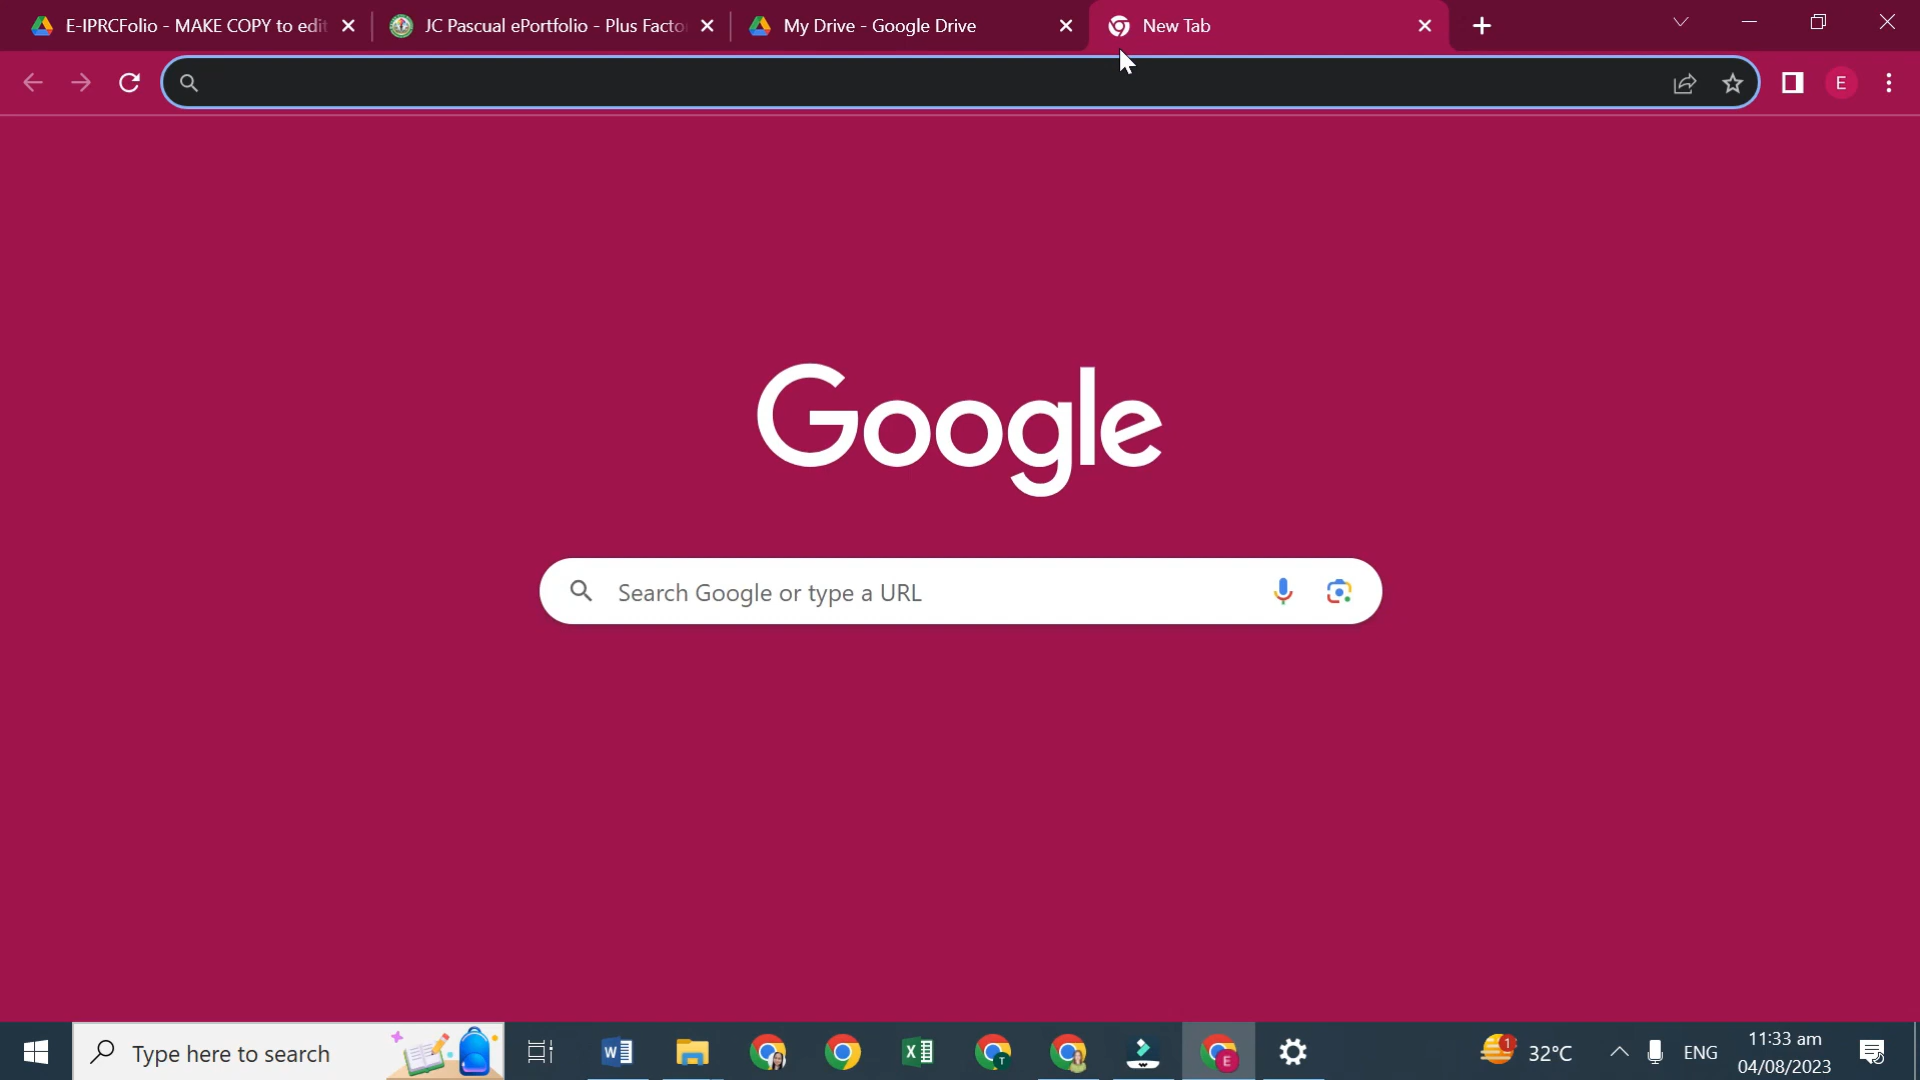 E-IPRCFolio - MAKE COPY to edit
JC Pascual ePortfolio - Plus Facto
My Drive - Google Drive
New Tab
E
Google
Search Google or type a URL
Type here to search
T
E
1
32°C
ENG
11:33 am
04/08/2023